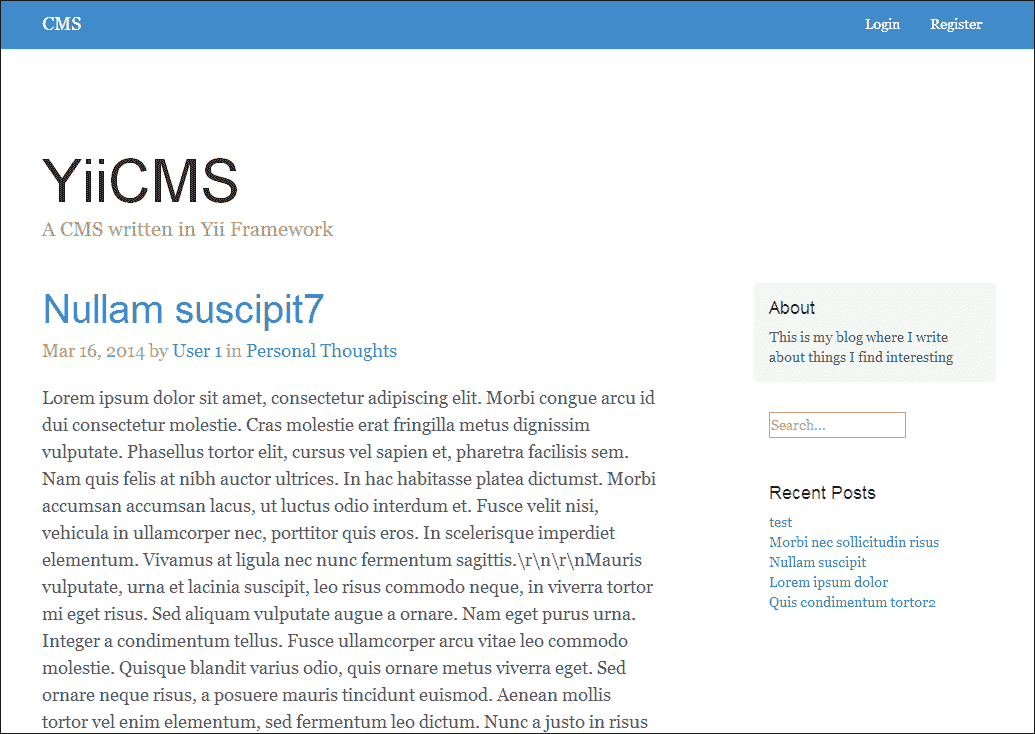 CMS
Login Register
YiiCMS
A CMS written in Yii Framework
Nullam suscipit7
Mar 16, 2014 by User 1 in Personal Thoughts
Lorem ipsum dolor sit amet, consectetur adipiscing elit. Morbi congue arcu id
dui consectetur molestie. Cras molestie erat fringilla metus dignissim
vulputate. Phasellus tortor elit, cursus vel sapien et, pharetra facilisis sem.
Nam quis felis at nibh auctor ultrices. In hac habitasse platea dictumst. Morbi
accumsan accumsan lacus, ut luctus odio interdum et. Fusce velit nisi,
vehicula in ullamcorper nec, porttitor quis eros. In scelerisque imperdiet
elementum. Vivamus at ligula nec nunc fermentum sagittis.\r\n\r\nMauris
vulputate, urna et lacinia suscipit, leo risus commodo neque, in viverra tortor
mi eget risus. Sed aliquam vulputate augue a ornare. Nam eget purus urna.
Integer a condimentum tellus. Fusce ullamcorper arcu vitae leo commodo
molestie. Quisque blandit varius odio, quis ornare metus viverra eget. Sed
ornare neque risus, a posuere mauris tincidunt euismod. Aenean mollis
tortor vel enim elementum, sed fermentum leo dictum. Nunc a justo in risus
About
This is my blog where I write
about things I find interesting
Search...
Recent Posts
test
Morbi nec sollicitudin risus
Nullam suscipit
Lorem ipsum dolor
Quis condimentum tortor2